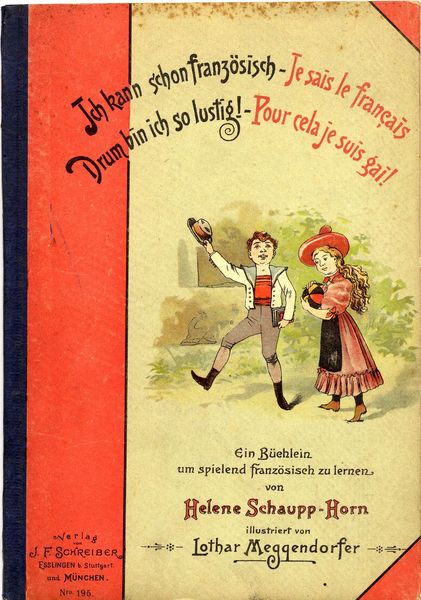 Ich kann schon französisch - Je sais le français
Drum bin ich so lustig! - Pour cela je suis gai!
Ein Büchlein
um spielend französisch zu lernen
von
Helene Schaupp-Horn
illustriert von
Lothar Meggendorfer
Verlag
von
J. F. SCHREIBER
ESSLINGEN b. Stuttgart.
und MÜNCHEN.
Nro. 195.